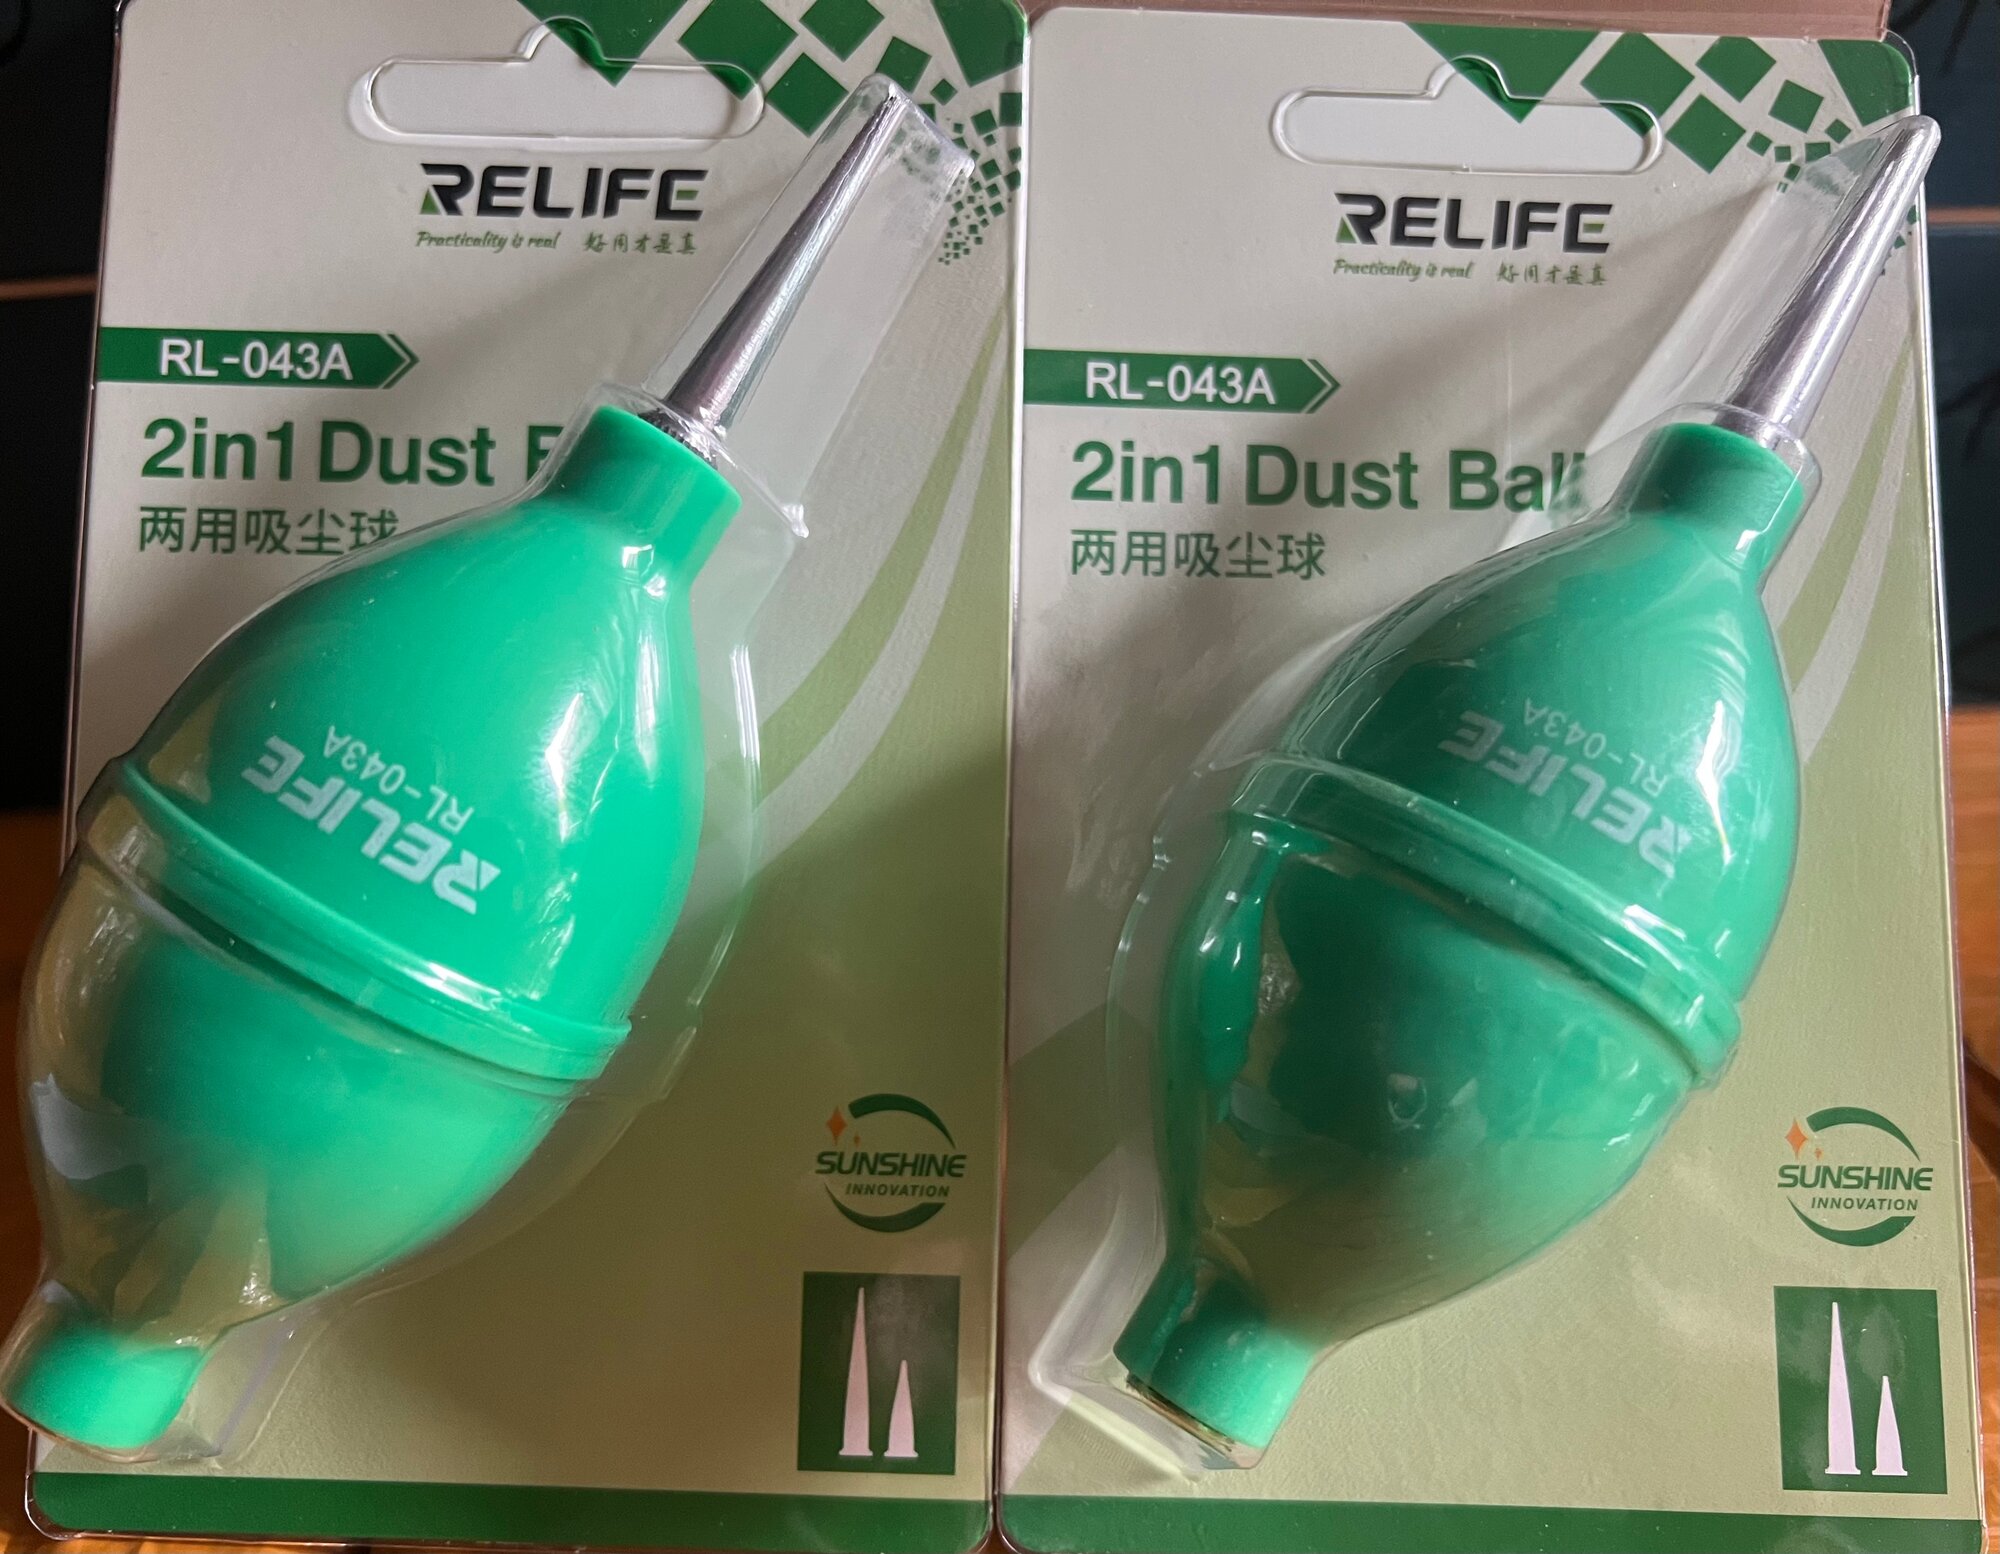 RELIFE
Practicality is real 好用才是真
RL-043A
2in1 Dust
两用吸尘球
RELIFE
RL-043A
SUNSHINE
INNOVATION
RELIFE
Practicality is real 好用才是真
RL-043A
2in1 Dust Ball
两用吸尘球
RELIFE
RL-043A
SUNSHINE
INNOVATION